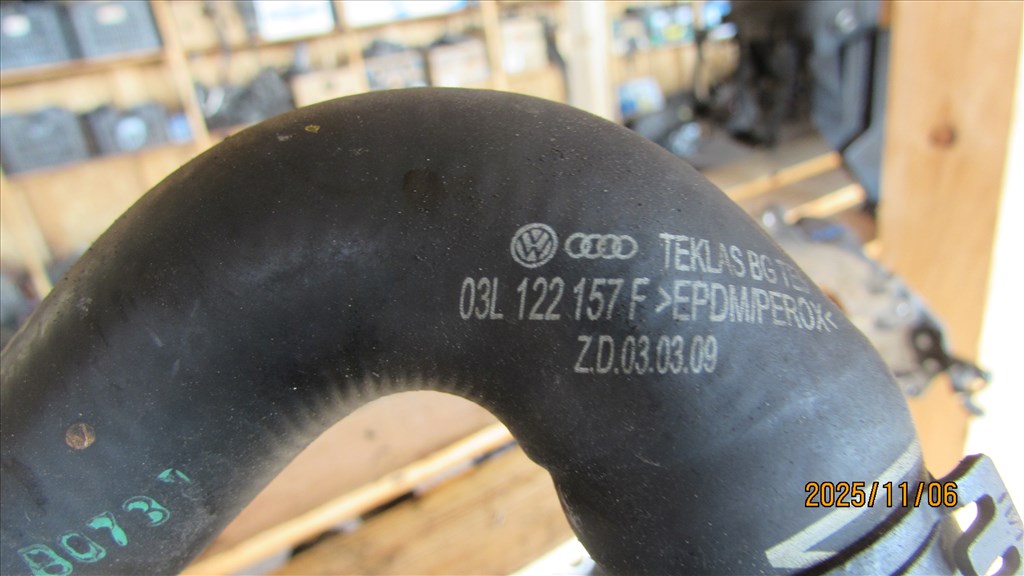 TEKLAS BG
03L 122 157 F >EPDM/PEROX<
Z.D.03.03.09
2025/11/06